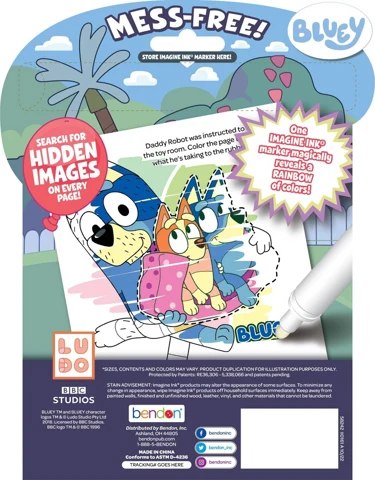 MESS-FREE!
BLUEY
STORE IMAGINE INK® MARKER HERE!
SEARCH FOR
HIDDEN
IMAGES
ON EVERY
PAGE!
Daddy Robot was instructed to
the toy room. Color the page
what he's taking to the rubb
One
IMAGINE INK®
marker magically
reveals a
RAINBOW
of colors!
BLUE
LUDO
BBC
STUDIOS
BLUEY TM and BLUEY character
logos TM & © Ludo Studio Pty Ltd
2018. Licensed by BBC Studios.
BBC logo TM & © BBC 1996
*SIZES, CONTENTS AND COLORS MAY VARY. PRODUCT DUPLICATION FOR ILLUSTRATION PURPOSES ONLY.
Protected by Patents: RE36,306 - 5,338,066 and patents pending.
STAIN ADVISEMENT: Imagine Ink® products may alter the appearance of some surfaces. To minimize any
change in appearance, wipe Imagine Ink® products off household surfaces immediately. Keep away from
painted walls, finished and unfinished wood, leather, vinyl, and other materials that cannot be laundered.
bendon®
Distributed by Bendon, Inc.
Ashland, OH 44805
bendonpub.com
1-888-5-BENDON
MADE IN CHINA
Conforms to ASTM D-4236
TRACKING# GOES HERE
bendoninc
bendon_inc
bendoninc